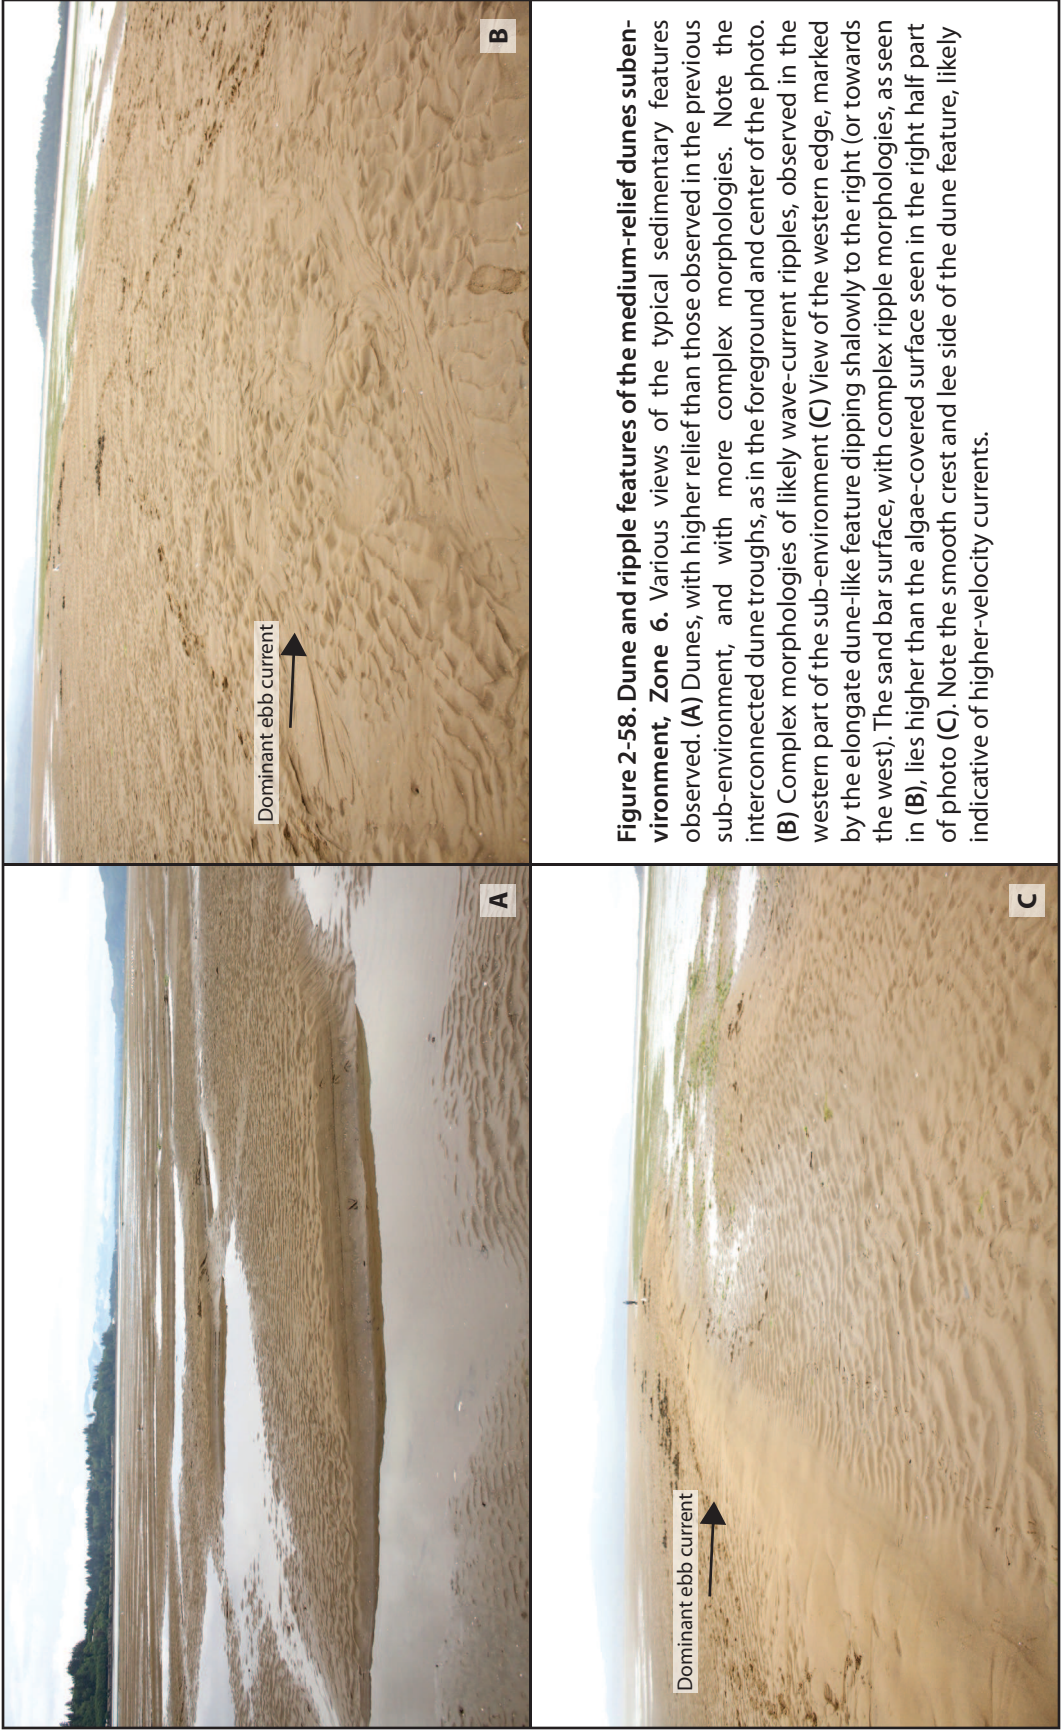 A
Dominant ebb current
B
Dominant ebb current
C
Figure 2-58. Dune and ripple features of the medium-relief dunes suben-
vironment, Zone 6. Various views of the typical sedimentary features
observed. (A) Dunes, with higher relief than those observed in the previous
sub-environment, and with more complex morphologies. Note the
interconnected dune troughs, as in the foreground and center of the photo.
(B) Complex morphologies of likely wave-current ripples, observed in the
western part of the sub-environment (C) View of the western edge, marked
by the elongate dune-like feature dipping shalowly to the right (or towards
the west). The sand bar surface, with complex ripple morphologies, as seen
in (B), lies higher than the algae-covered surface seen in the right half part
of photo (C). Note the smooth crest and lee side of the dune feature, likely
indicative of higher-velocity currents.